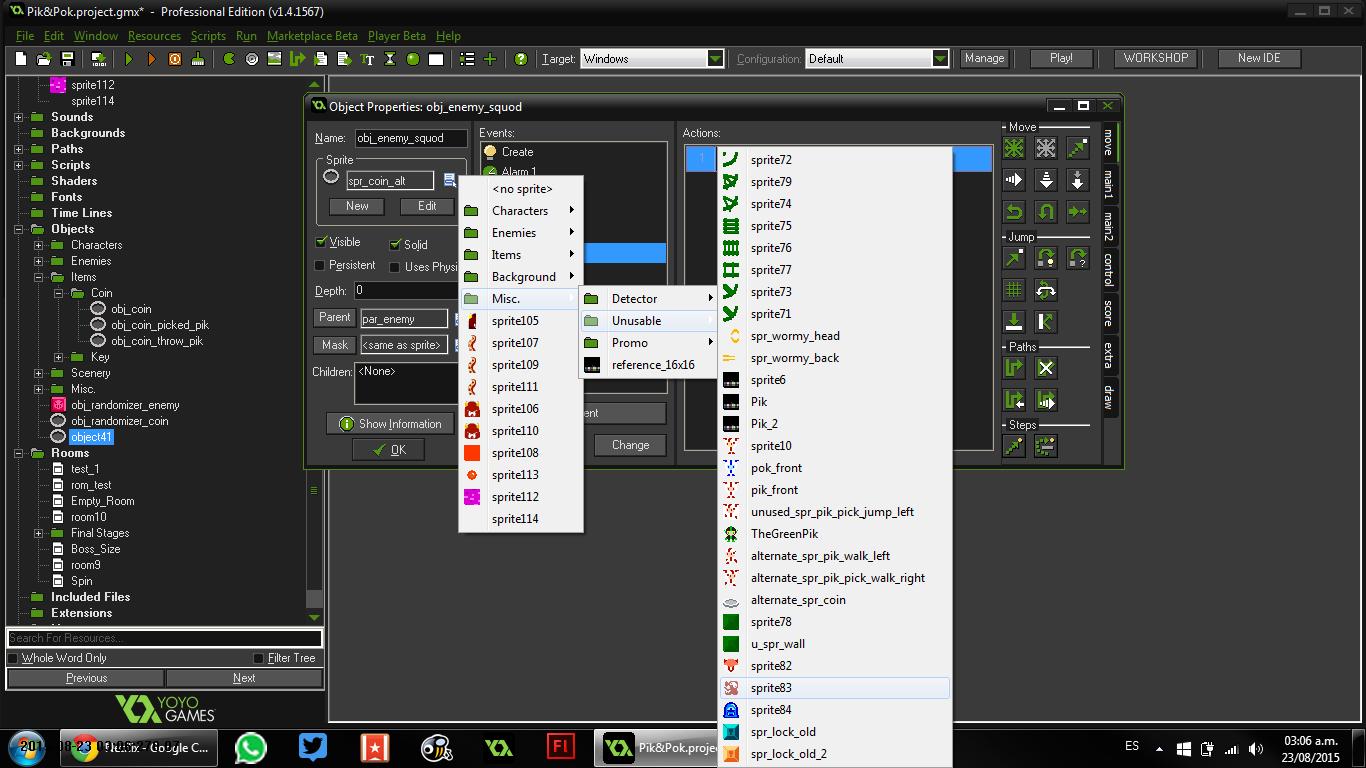 Pik&Pok.project.gmx* - Professional Edition (v1.4.1567)
File Edit Window Resources Scripts Run Marketplace Beta Player Beta Help
Target: Windows Configuration: Default Manage Play! WORKSHOP New IDE
sprite112
sprite114
Sounds
Backgrounds
Paths
Scripts
Shaders
Fonts
Time Lines
Objects
Characters
Enemies
Items
Coin
obj_coin
obj_coin_picked_pik
obj_coin_throw_pik
Key
Scenery
Misc.
obj_randomizer_enemy
obj_randomizer_coin
object41
Rooms
test_1
rom_test
Empty_Room
room10
Final Stages
Boss_Size
room9
Spin
Included Files
Extensions
Search For Resources...
Whole Word Only Filter Tree
Previous Next
YOYO
GAMES
Object Properties: obj_enemy_squod
Name: obj_enemy_squod
Sprite
spr_coin_alt
New Edit
Visible Solid
Persistent Uses Physi
Depth: 0
Parent par_enemy
Mask <same as sprite>
Children: <None>
Show Information
OK
Events:
Create
Alarm 1
ent
Change
Actions:
1
<no sprite>
Characters
Enemies
Items
Background
Misc.
sprite105
sprite107
sprite109
sprite111
sprite106
sprite110
sprite108
sprite113
sprite112
sprite114
Detector
Unusable
Promo
reference_16x16
sprite72
sprite79
sprite74
sprite75
sprite76
sprite77
sprite73
sprite71
spr_wormy_head
spr_wormy_back
sprite6
Pik
Pik_2
sprite10
pok_front
pik_front
unused_spr_pik_pick_jump_left
TheGreenPik
alternate_spr_pik_walk_left
alternate_spr_pik_pick_walk_right
alternate_spr_coin
sprite78
u_spr_wall
sprite82
sprite83
sprite84
spr_lock_old
spr_lock_old_2
Move
Jump
Paths
Steps
move
main1
main2
control
score
extra
draw
- Google C...
Fl
Pik&Pok.projec
ES
03:06 a.m.
23/08/2015